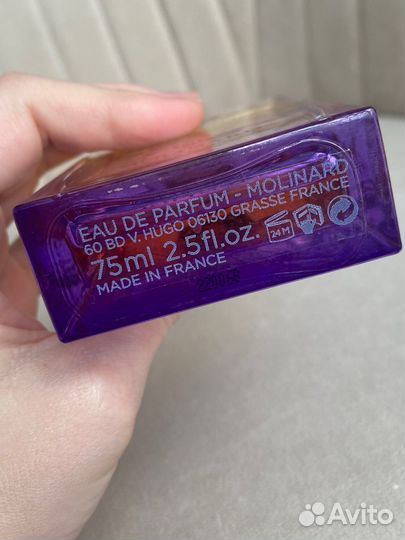 EAU DE PARFUM - MOLINARD
60 BD V. HUGO 06130 GRASSE FRANCE
75ml 2.5fl.oz.
24M
MADE IN FRANCE
Avito